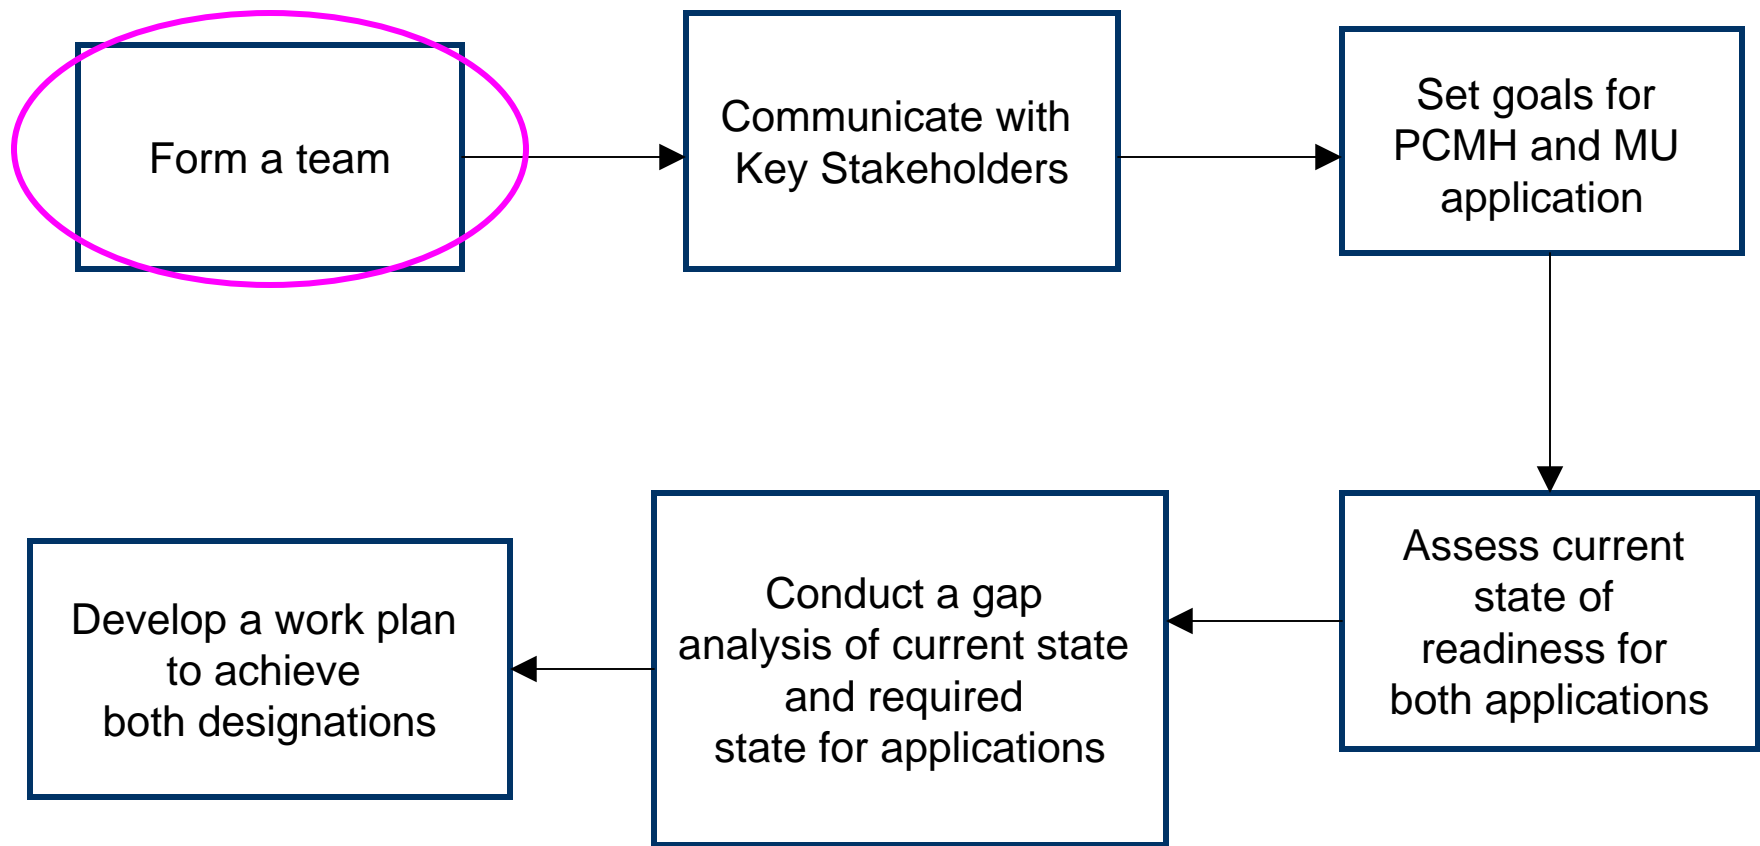 Form a team
Communicate with
Key Stakeholders
Set goals for
PCMH and MU
application
Assess current
state of
readiness for
both applications
Conduct a gap
analysis of current state
and required
state for applications
Develop a work plan
to achieve
both designations